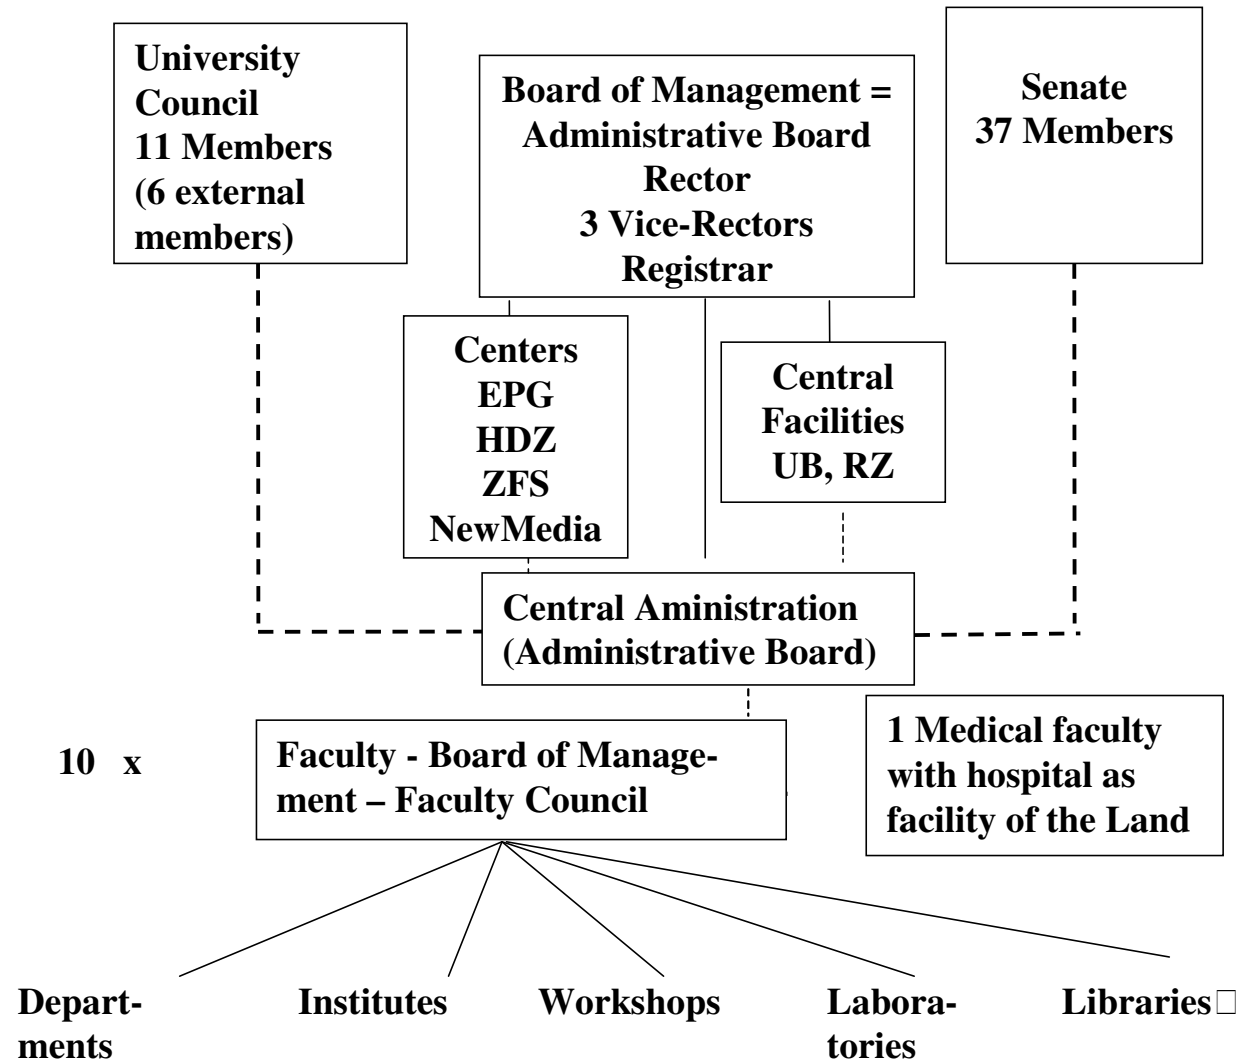 University
Council
11 Members
(6 external
members)
Board of Management =
Administrative Board
Rector
3 Vice-Rectors
Registrar
Senate
37 Members
Centers
EPG
HDZ
ZFS
NewMedia
Central
Facilities
UB, RZ
Central Aministration
(Administrative Board)
10 x
Faculty - Board of Manage-
ment – Faculty Council
1 Medical faculty
with hospital as
facility of the Land
Depart-
ments
Institutes
Workshops
Labora-
tories
Libraries□